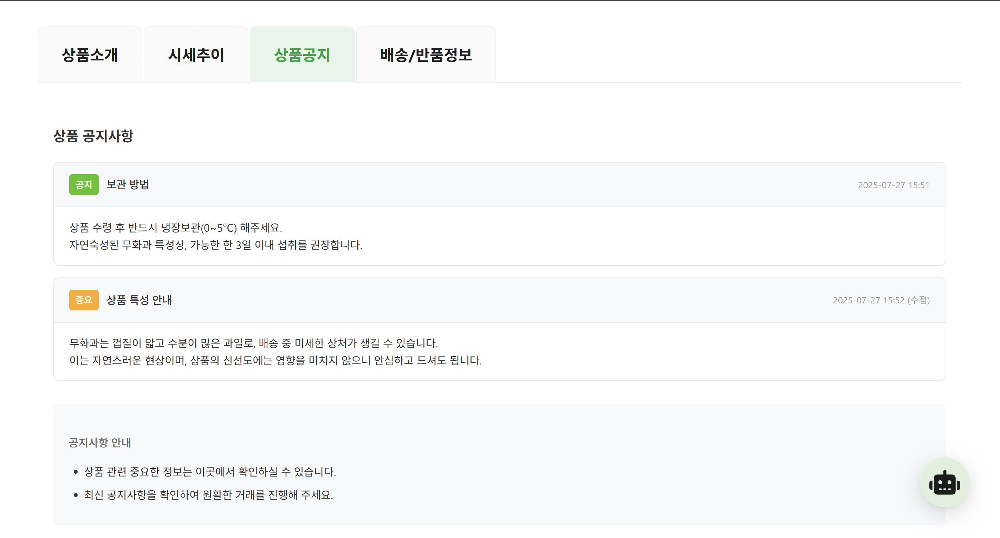 상품소개
시세추이
상품공지
배송/반품정보
상품 공지사항
공지 보관 방법 2025-07-27 15:51
상품 수령 후 반드시 냉장보관(0~5℃) 해주세요.
자연숙성된 무화과 특성상, 가능한 한 3일 이내 섭취를 권장합니다.
중요 상품 특성 안내 2025-07-27 15:52 (수정)
무화과는 껍질이 얇고 수분이 많은 과일로, 배송 중 미세한 상처가 생길 수 있습니다.
이는 자연스러운 현상이며, 상품의 신선도에는 영향을 미치지 않으니 안심하고 드셔도 됩니다.
공지사항 안내
상품 관련 중요한 정보는 이곳에서 확인하실 수 있습니다.
최신 공지사항을 확인하여 원활한 거래를 진행해 주세요.